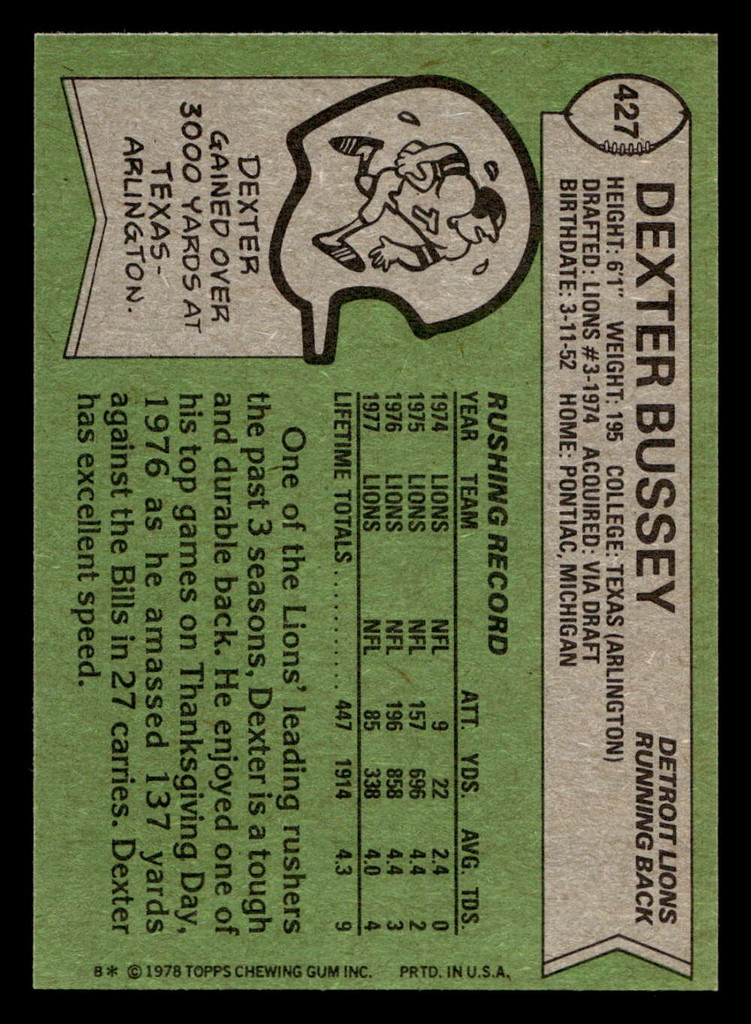 427
DEXTER BUSSEY
DETROIT LIONS
RUNNING BACK
HEIGHT: 6'1" WEIGHT: 195 COLLEGE: TEXAS (ARLINGTON)
DRAFTED: LIONS #3-1974 ACQUIRED: VIA DRAFT
BIRTHDATE: 3-11-52 HOME: PONTIAC, MICHIGAN
DEXTER
GAINED OVER
3000 YARDS AT
TEXAS-
ARLINGTON.
RUSHING RECORD
YEAR TEAM ATT. YDS. AVG. TDS.
1974 LIONS NFL 9 22 2.4 0
1975 LIONS NFL 157 696 4.4 2
1976 LIONS NFL 196 858 4.4 3
1977 LIONS NFL 85 338 4.0 4
LIFETIME TOTALS .......... 447 1914 4.3 9
One of the Lions' leading rushers
the past 3 seasons, Dexter is a tough
and durable back. He enjoyed one of
his top games on Thanksgiving Day,
1976 as he amassed 137 yards
against the Bills in 27 carries. Dexter
has excellent speed.
B* © 1978 TOPPS CHEWING GUM INC. PRTD. IN U.S.A.